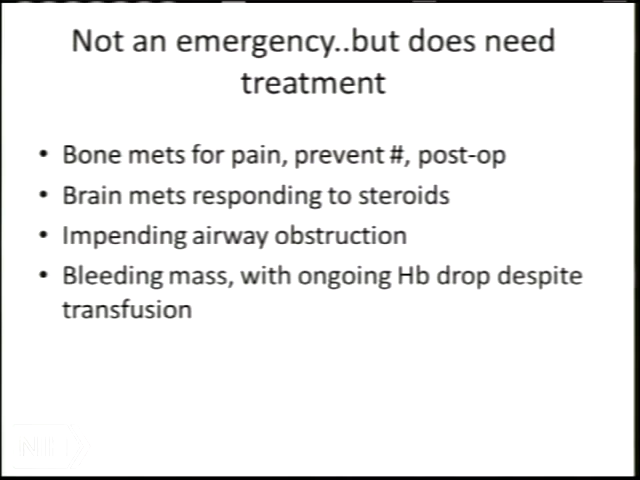 Not an emergency..but does need
treatment
• Bone mets for pain, prevent #, post-op
• Brain mets responding to steroids
• Impending airway obstruction
• Bleeding mass, with ongoing Hb drop despite
transfusion